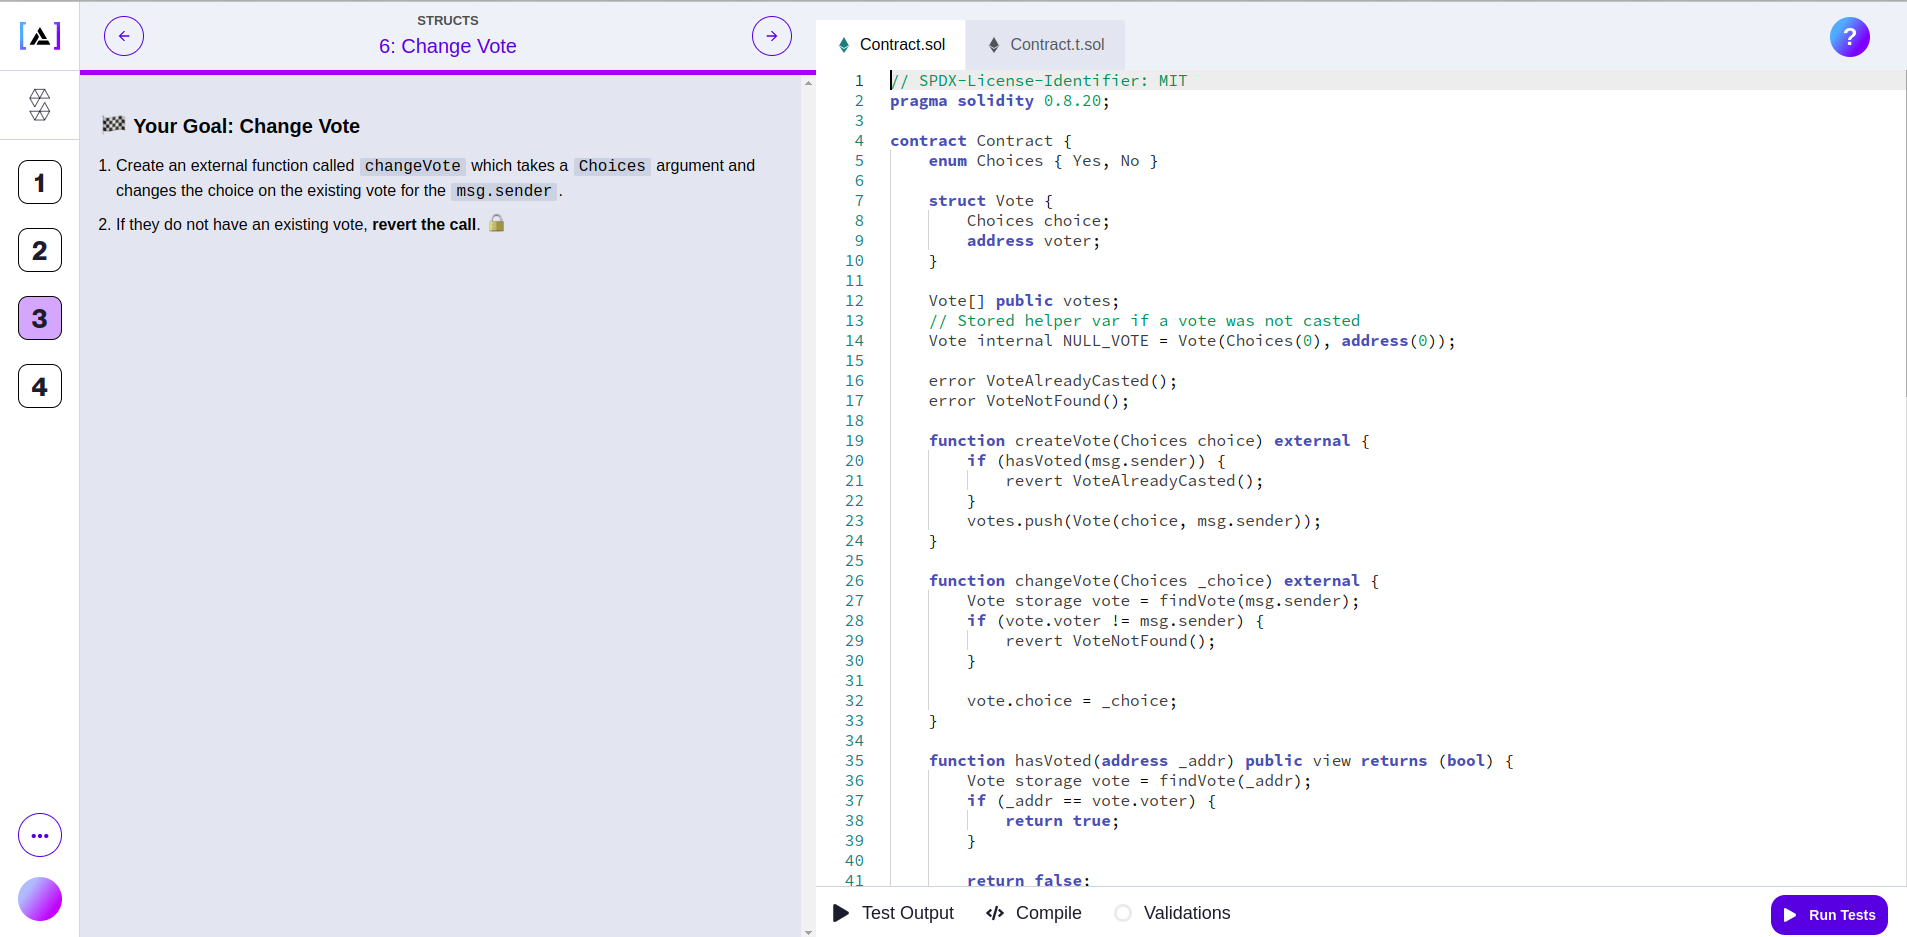 STRUCTS
6: Change Vote
1
2
3
4
🏁 Your Goal: Change Vote
1. Create an external function called changeVote which takes a Choices argument and
changes the choice on the existing vote for the msg.sender.
2. If they do not have an existing vote, revert the call. 🔒
Contract.sol
Contract.t.sol
?
1 // SPDX-License-Identifier: MIT
2 pragma solidity 0.8.20;
3
4 contract Contract {
5     enum Choices { Yes, No }
6
7     struct Vote {
8         Choices choice;
9         address voter;
10     }
11
12     Vote[] public votes;
13     // Stored helper var if a vote was not casted
14     Vote internal NULL_VOTE = Vote(Choices(0), address(0));
15
16     error VoteAlreadyCasted();
17     error VoteNotFound();
18
19     function createVote(Choices choice) external {
20         if (hasVoted(msg.sender)) {
21             revert VoteAlreadyCasted();
22         }
23         votes.push(Vote(choice, msg.sender));
24     }
25
26     function changeVote(Choices _choice) external {
27         Vote storage vote = findVote(msg.sender);
28         if (vote.voter != msg.sender) {
29             revert VoteNotFound();
30         }
31
32         vote.choice = _choice;
33     }
34
35     function hasVoted(address _addr) public view returns (bool) {
36         Vote storage vote = findVote(_addr);
37         if (_addr == vote.voter) {
38             return true;
39         }
40
41         return false;
Test Output
Compile
Validations
Run Tests